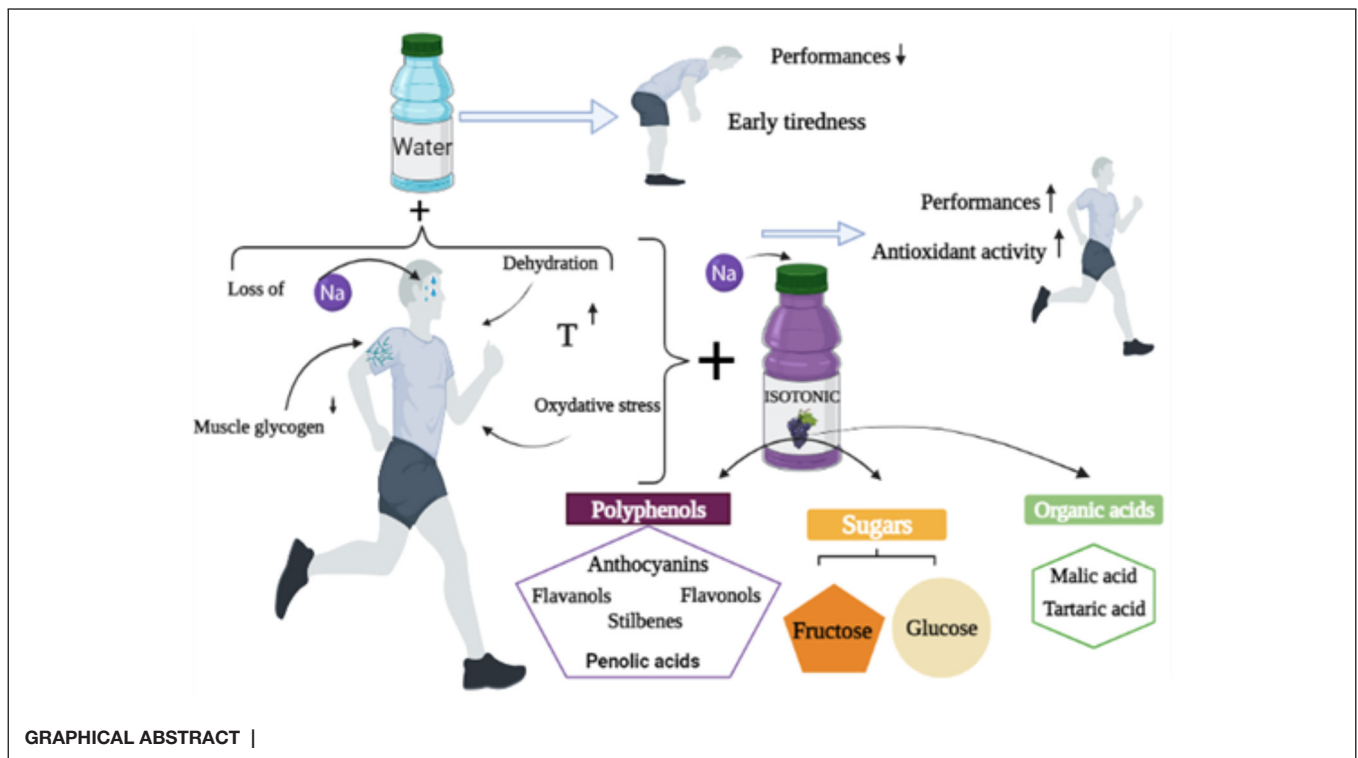 Performances ↓
Early tiredness
Water
+
Performances ↑
Antioxidant activity ↑
Loss of
Na
Dehydration
T ↑
Na
+
Muscle glycogen ↓
Oxydative stress
ISOTONIC
Polyphenols
Anthocyanins
Flavanols Flavonols
Stilbenes
Penolic acids
Sugars
Fructose
Glucose
Organic acids
Malic acid
Tartaric acid
GRAPHICAL ABSTRACT |